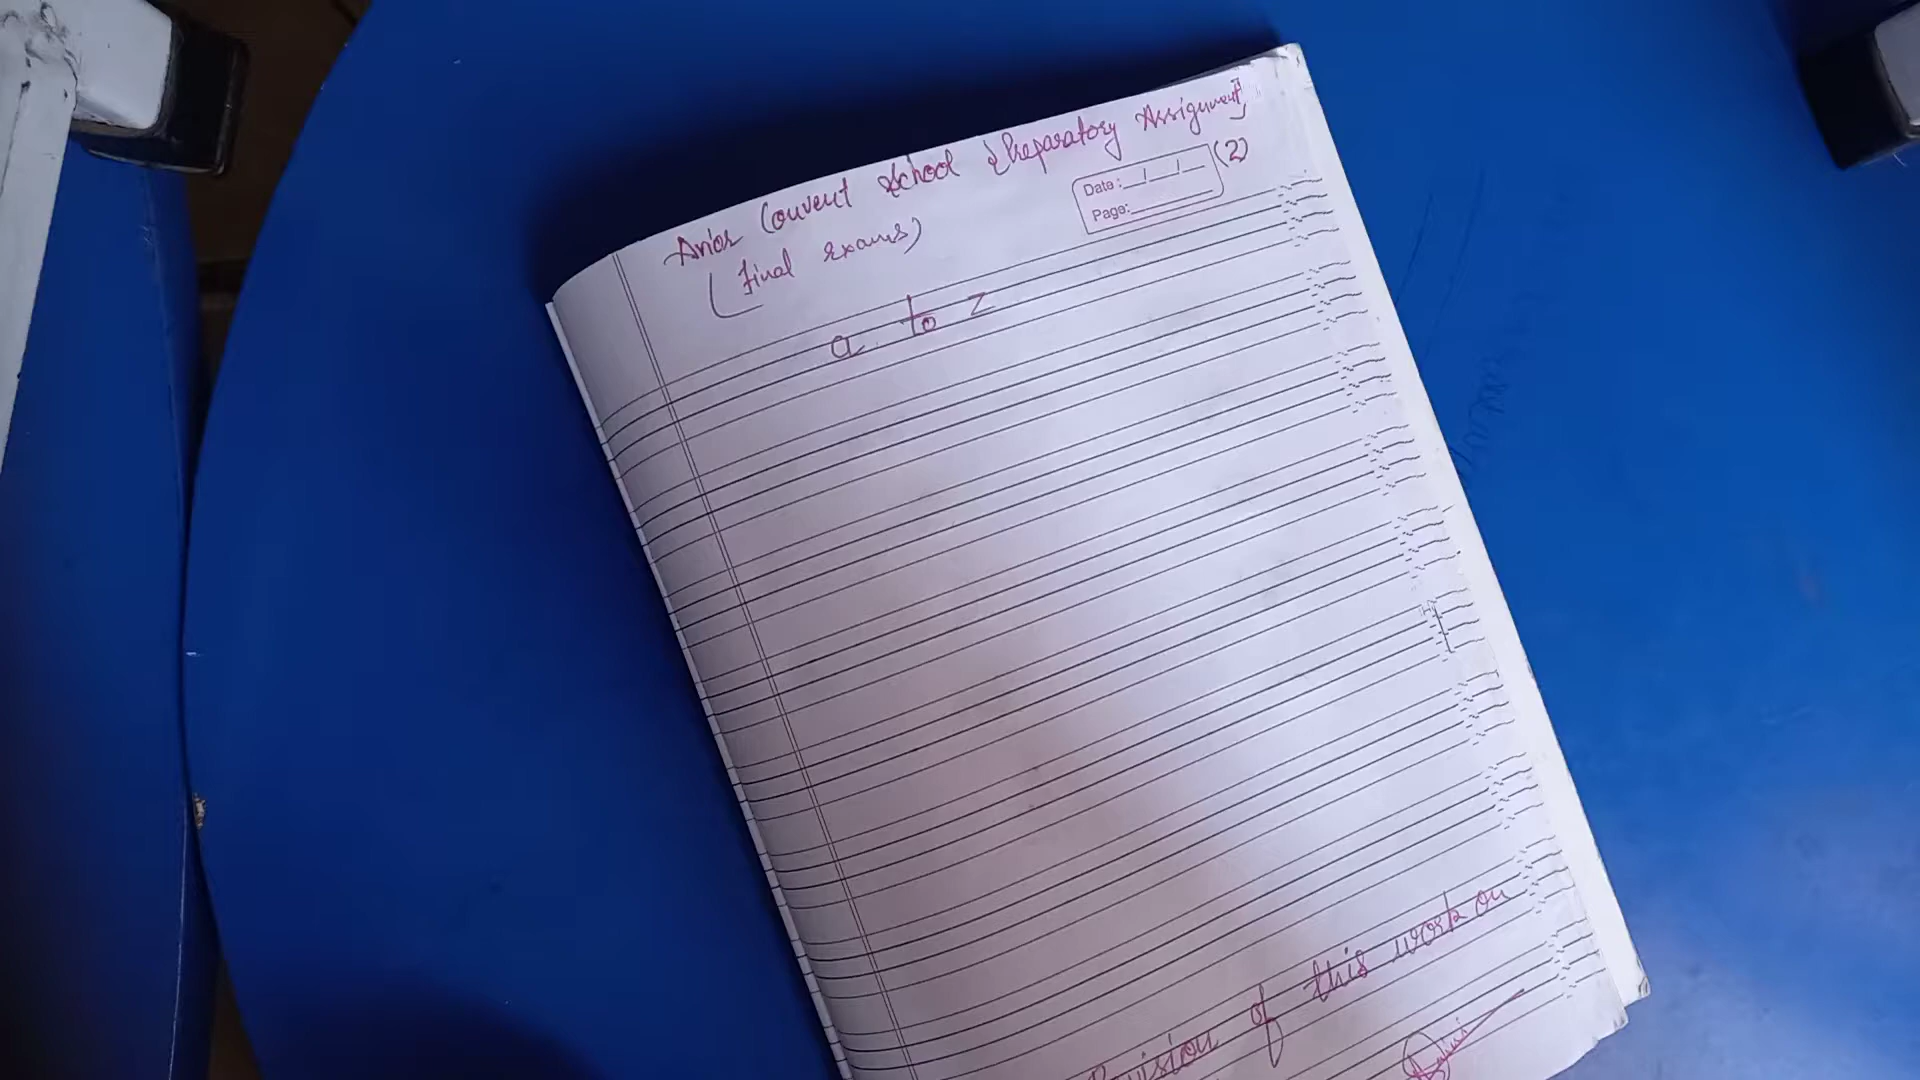 Avior Convent School Preparatory Assignment
(2)
(final exams)
Date: / /
Page:
a to z
Revision of this work on